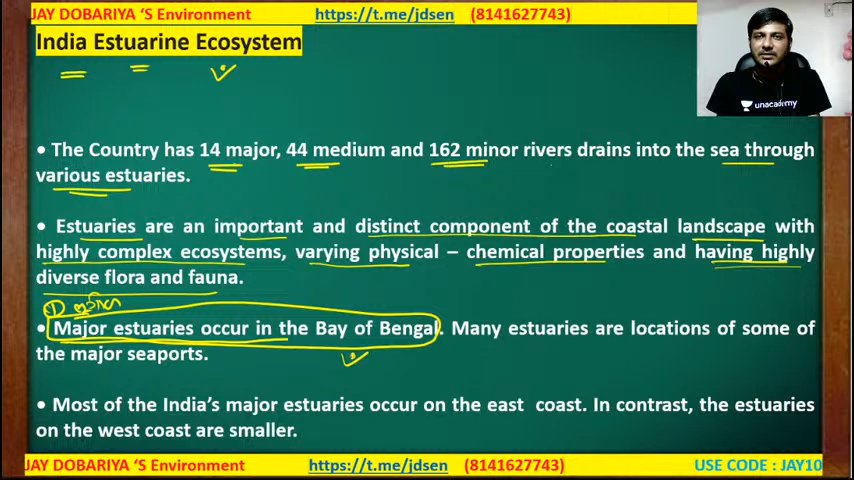 JAY DOBARIYA ‘S Environment https://t.me/jdsen (8141627743)
India Estuarine Ecosystem
unacademy
• The Country has 14 major, 44 medium and 162 minor rivers drains into the sea through
various estuaries.
• Estuaries are an important and distinct component of the coastal landscape with
highly complex ecosystems, varying physical – chemical properties and having highly
diverse flora and fauna.
• Major estuaries occur in the Bay of Bengal. Many estuaries are locations of some of
the major seaports.
• Most of the India’s major estuaries occur on the east coast. In contrast, the estuaries
on the west coast are smaller.
JAY DOBARIYA ‘S Environment https://t.me/jdsen (8141627743) USE CODE : JAY10